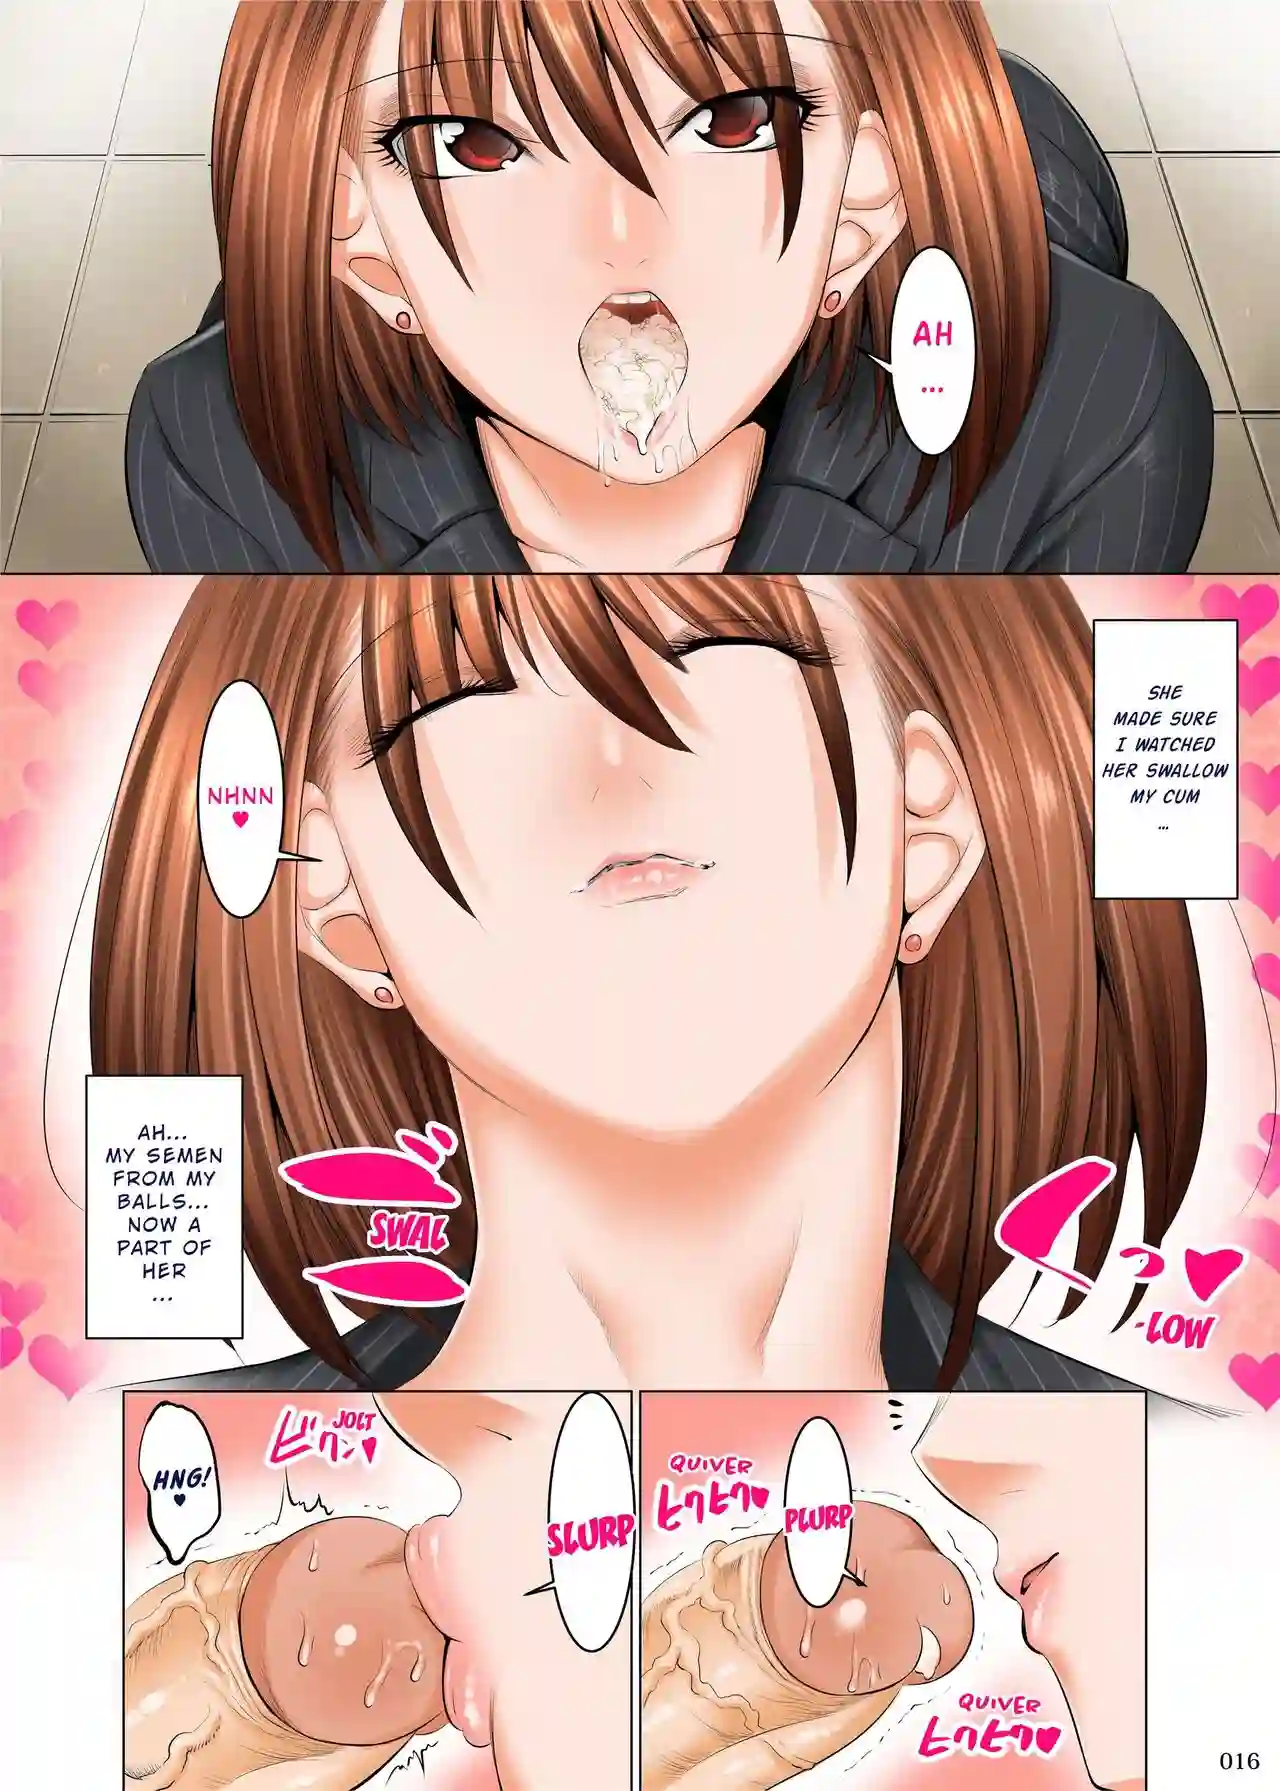 AH
...
SHE
MADE SURE
I WATCHED
HER SWALLOW
MY CUM
...
NHNN
♥
AH...
MY SEMEN
FROM MY
BALLS...
NOW A
PART OF
HER
...
SWAL
くっ♥
-LOW
QUIVER
ヒクヒク♥
PLURP
QUIVER
ヒクヒク♥
SLURP
JOLT
ビクン♥
HNG!
♥
016